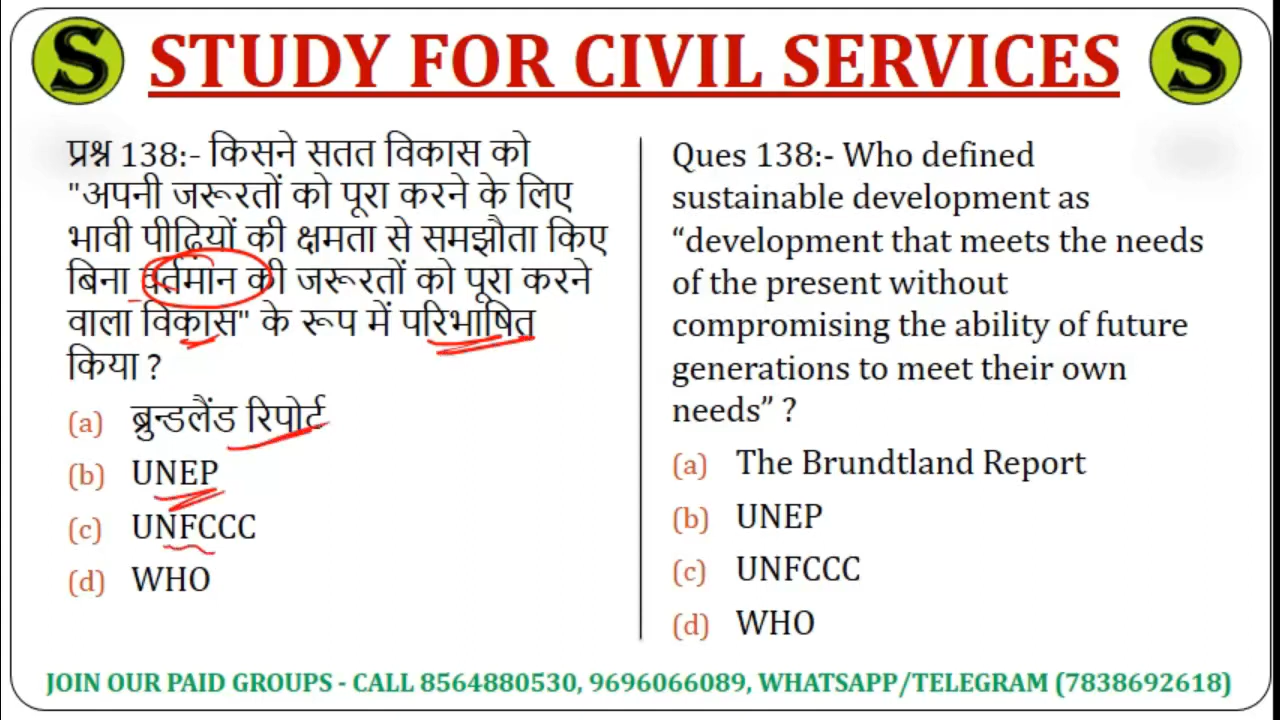 S STUDY FOR CIVIL SERVICES S
प्रश्न 138:- किसने सतत विकास को
"अपनी जरूरतों को पूरा करने के लिए
भावी पीढ़ियों की क्षमता से समझौता किए
बिना वर्तमान की जरूरतों को पूरा करने
वाला विकास" के रूप में परिभाषित
किया ?
(a) ब्रुन्डलैंड रिपोर्ट
(b) UNEP
(c) UNFCCC
(d) WHO
Ques 138:- Who defined
sustainable development as
“development that meets the needs
of the present without
compromising the ability of future
generations to meet their own
needs” ?
(a) The Brundtland Report
(b) UNEP
(c) UNFCCC
(d) WHO
JOIN OUR PAID GROUPS - CALL 8564880530, 9696066089, WHATSAPP/TELEGRAM (7838692618)